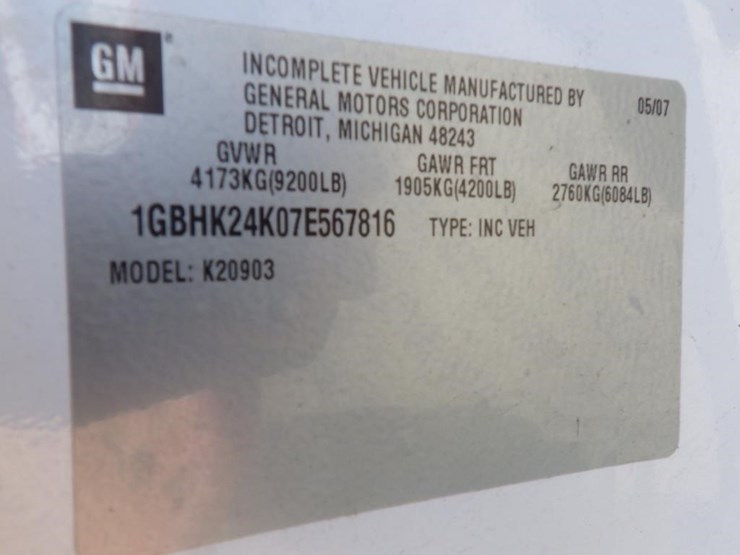 GM
INCOMPLETE VEHICLE MANUFACTURED BY 05/07
GENERAL MOTORS CORPORATION
DETROIT, MICHIGAN 48243
GVWR GAWR FRT GAWR RR
4173KG(9200LB) 1905KG(4200LB) 2760KG(6084LB)
1GBHK24K07E567816 TYPE: INC VEH
MODEL: K20903